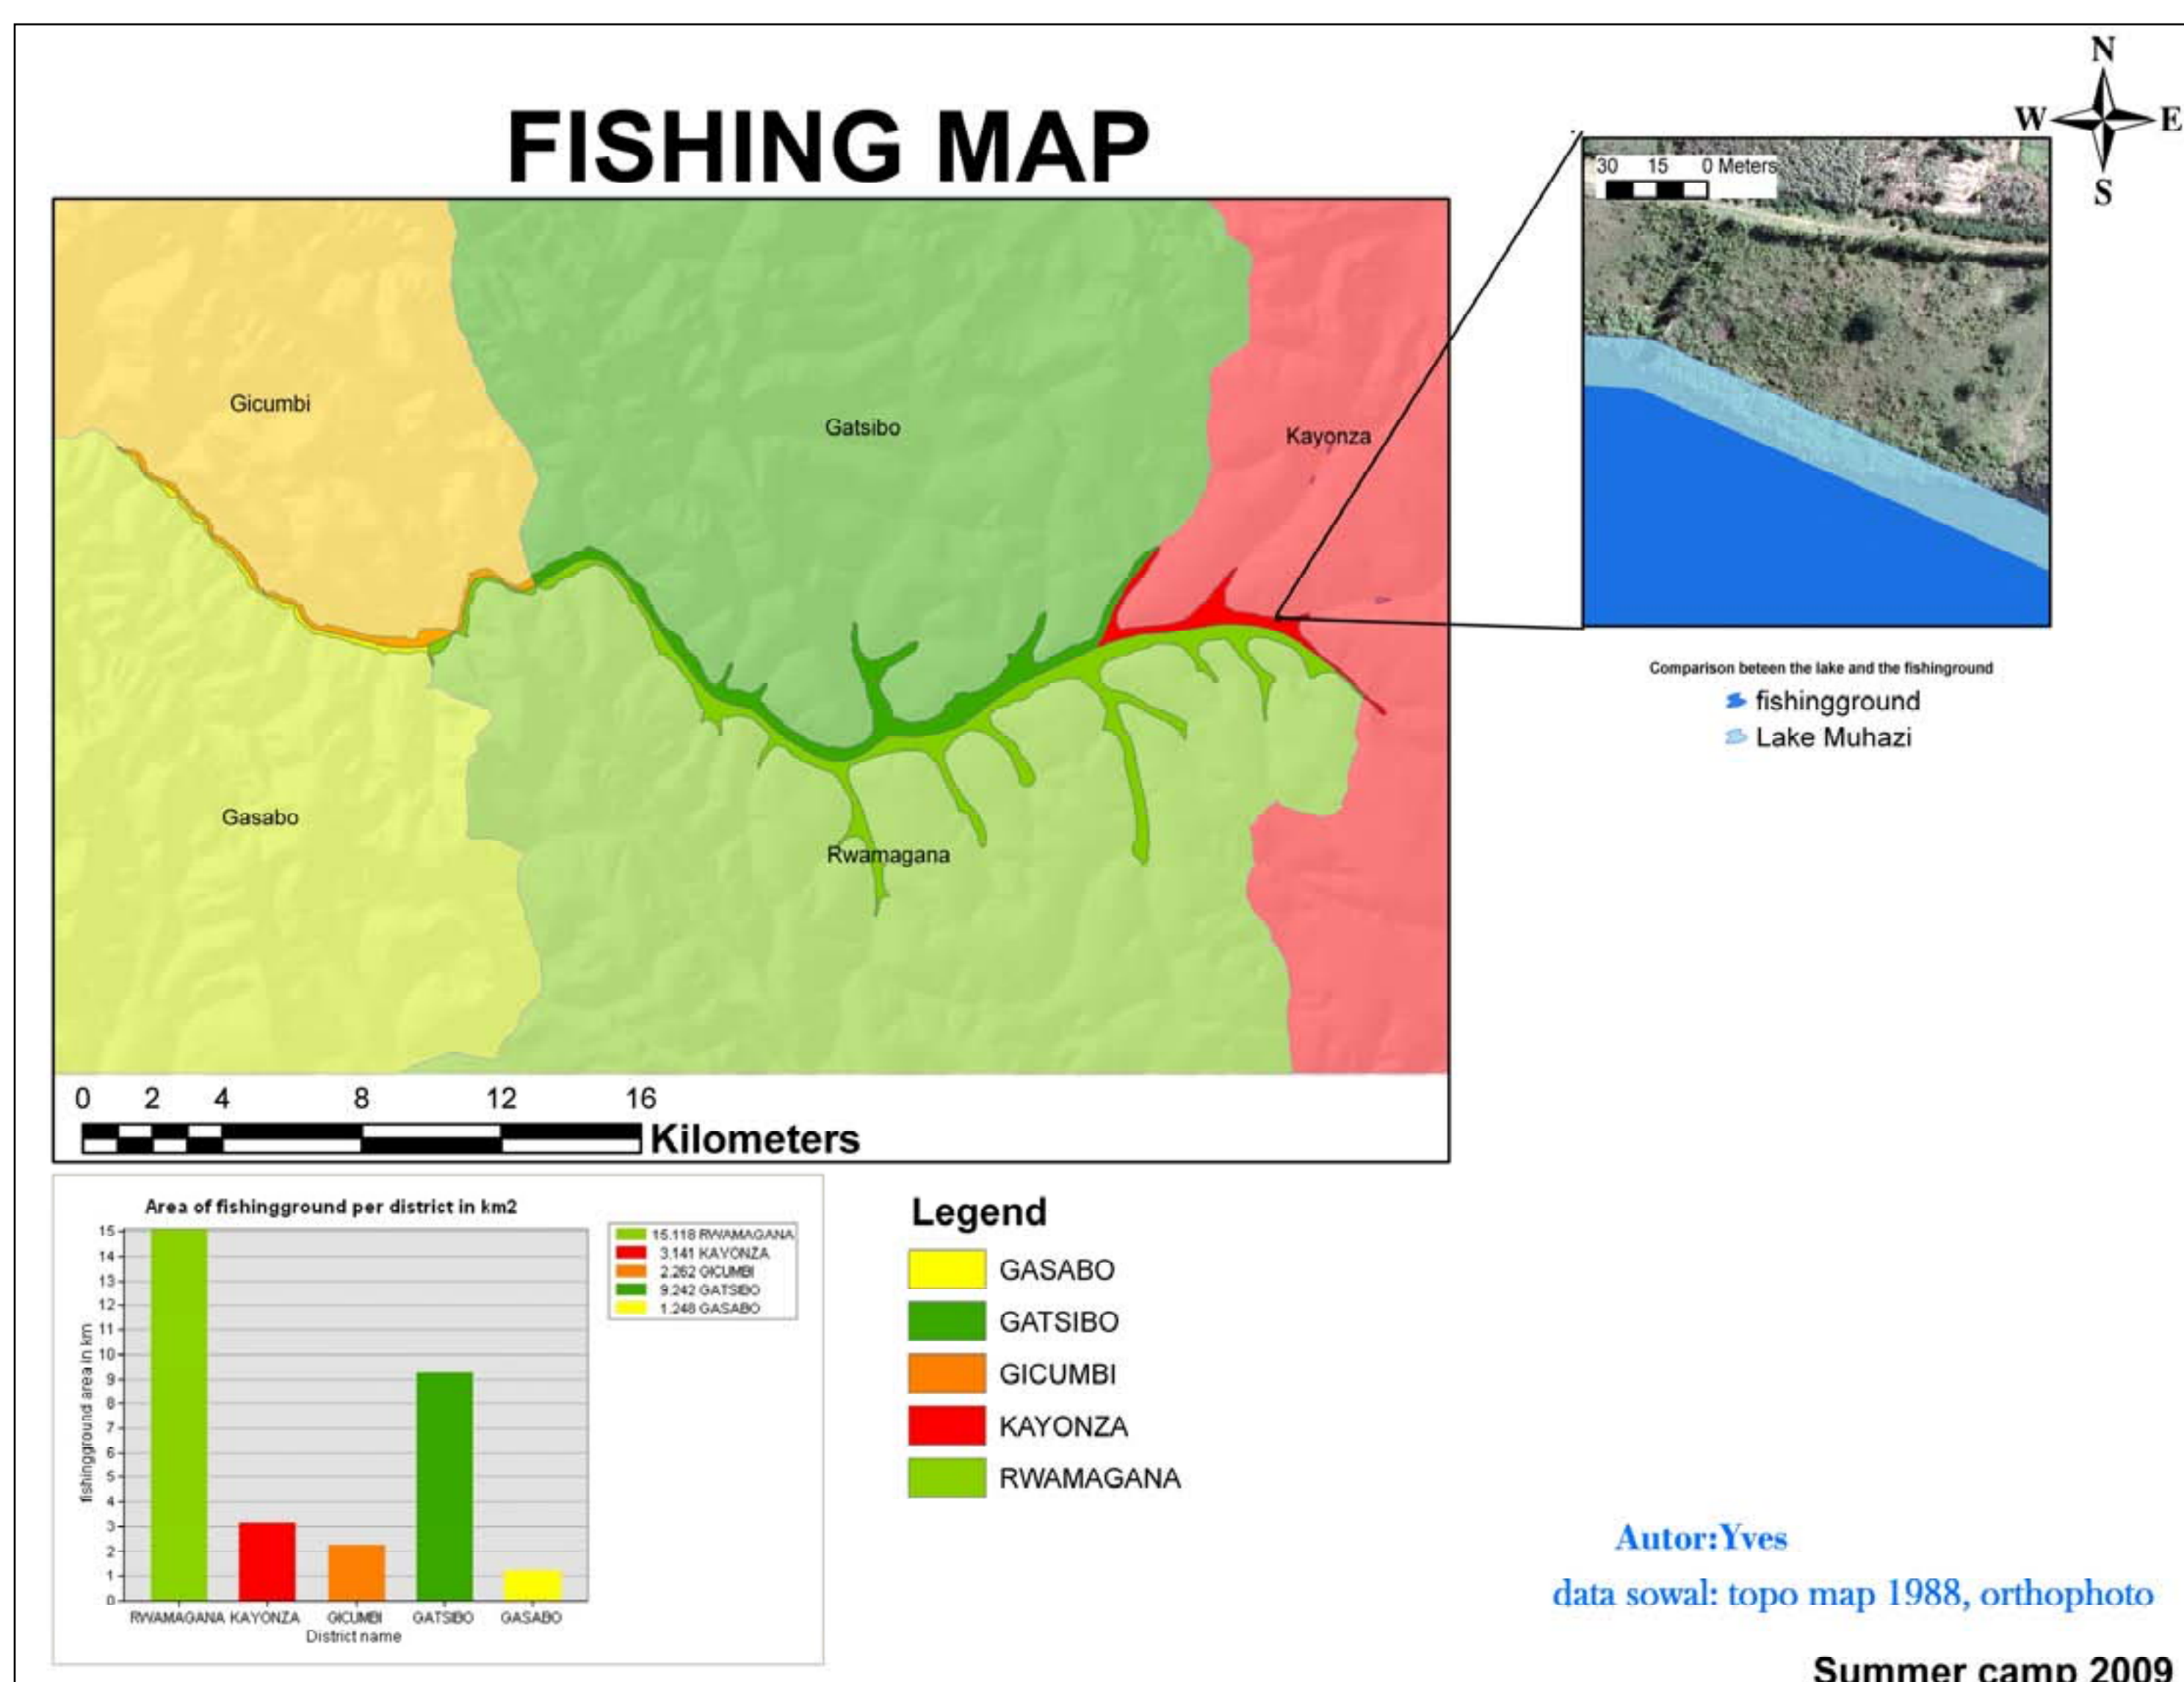 FISHING MAP
N
W E
S
30 15 0 Meters
Gicumbi
Gatsibo
Kayonza
Gasabo
Rwamagana
0 2 4 8 12 16
Kilometers
Comparison beteen the lake and the fishinground
fishingground
Lake Muhazi
Area of fishingground per district in km2
15
14
13
12
11
10
9
8
7
6
5
4
3
2
1
0
fishingground area in km
RWAMAGANA KAYONZA GICUMBI GATSIBO GASABO
District name
15.118 RWAMAGANA
3.141 KAYONZA
2.262 GICUMBI
9.242 GATSIBO
1.248 GASABO
Legend
GASABO
GATSIBO
GICUMBI
KAYONZA
RWAMAGANA
Autor:Yves
data sowal: topo map 1988, orthophoto
Summer camp 2009